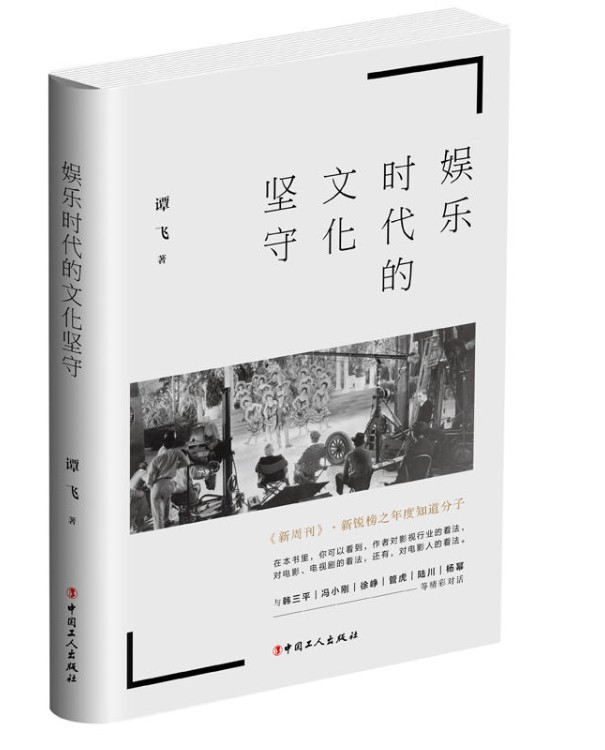 娱乐时代的文化坚守
谭飞 著
中国工人出版社
娱乐
时代的
文化
坚守
谭飞 著
《新周刊》·新锐榜之年度知道分子
在本书里，你可以看到，作者对影视行业的看法，
对电影、电视剧的看法，还有，对电影人的看法。
与韩三平|冯小刚|徐峥|管虎|陆川|杨幂
等精彩对话
中国工人出版社